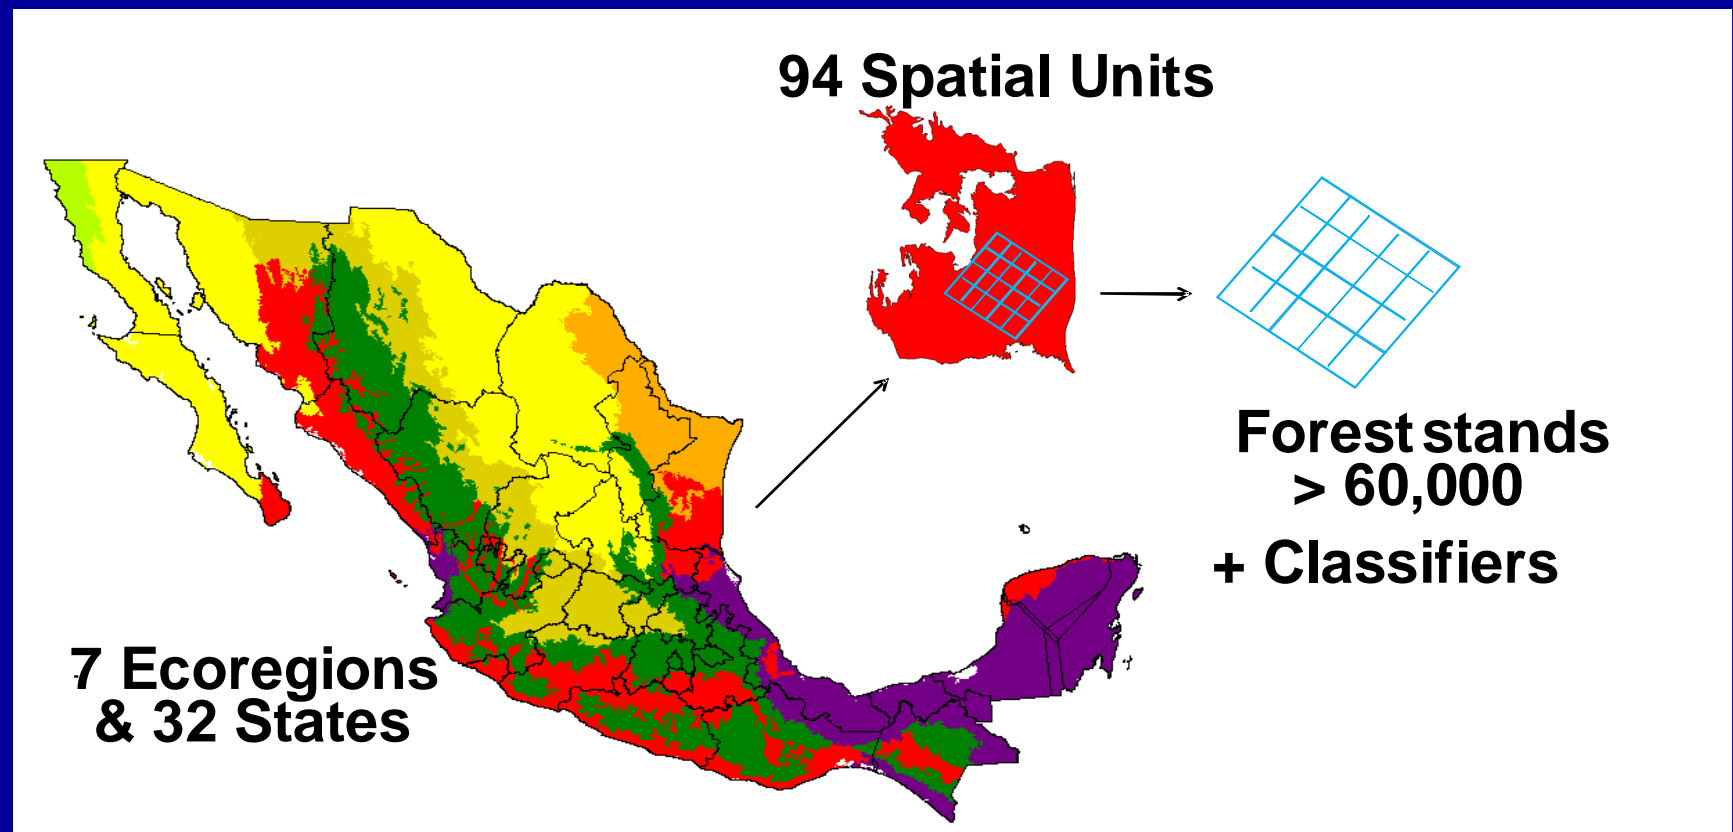 94 Spatial Units
Forest stands
> 60,000
+ Classifiers
7 Ecoregions
& 32 States